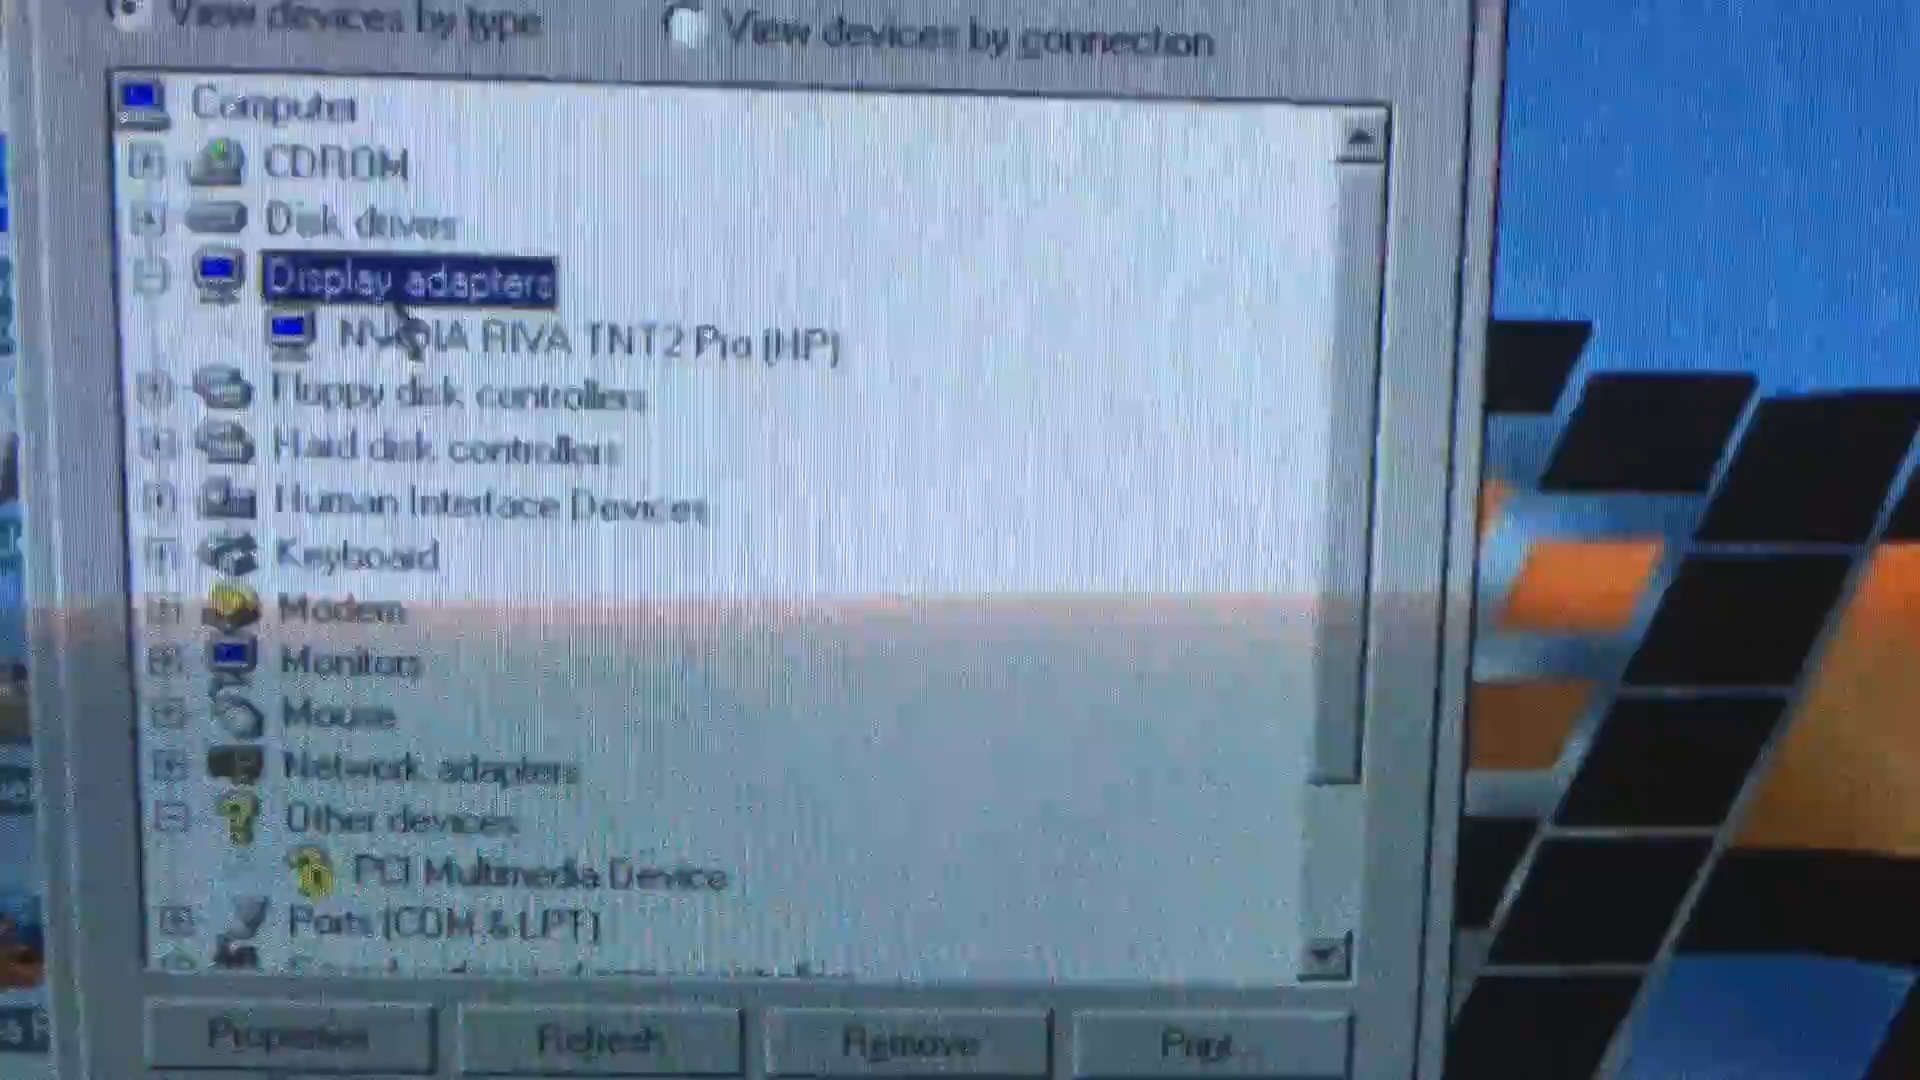 View devices by type
View devices by connection
Computer
CDROM
Disk drives
Display adapters
NVIDIA RIVA TNT2 Pro (HP)
Floppy disk controllers
Hard disk controllers
Human Interface Devices
Keyboard
Modem
Monitors
Mouse
Network adapters
Other devices
PCI Multimedia Device
Ports (COM & LPT)
Properties
Refresh
Remove
Print...